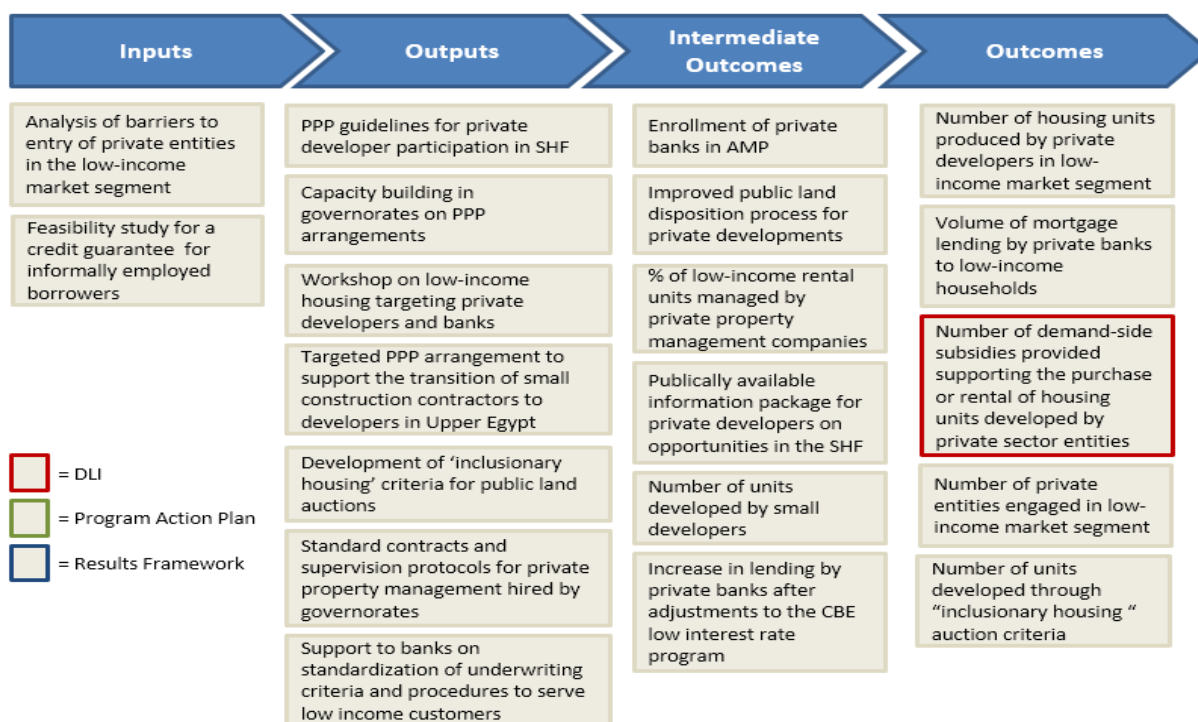 Inputs
Outputs
Intermediate
Outcomes
Outcomes
Analysis of barriers to
entry of private entities
in the low-income
market segment
Feasibility study for a
credit guarantee for
informally employed
borrowers
PPP guidelines for private
developer participation in SHF
Capacity building in
governorates on PPP
arrangements
Workshop on low-income
housing targeting private
developers and banks
Targeted PPP arrangement to
support the transition of small
construction contractors to
developers in Upper Egypt
Development of ‘inclusionary
housing’ criteria for public land
auctions
Standard contracts and
supervision protocols for private
property management hired by
governorates
Support to banks on
standardization of underwriting
criteria and procedures to serve
low income customers
Enrollment of private
banks in AMP
Improved public land
disposition process for
private developments
% of low-income rental
units managed by
private property
management companies
Publically available
information package for
private developers on
opportunities in the SHF
Number of units
developed by small
developers
Increase in lending by
private banks after
adjustments to the CBE
low interest rate
program
Number of housing units
produced by private
developers in low-
income market segment
Volume of mortgage
lending by private banks
to low-income
households
Number of demand-side
subsidies provided
supporting the purchase
or rental of housing
units developed by
private sector entities
Number of private
entities engaged in low-
income market segment
Number of units
developed through
“inclusionary housing “
auction criteria
= DLI
= Program Action Plan
= Results Framework